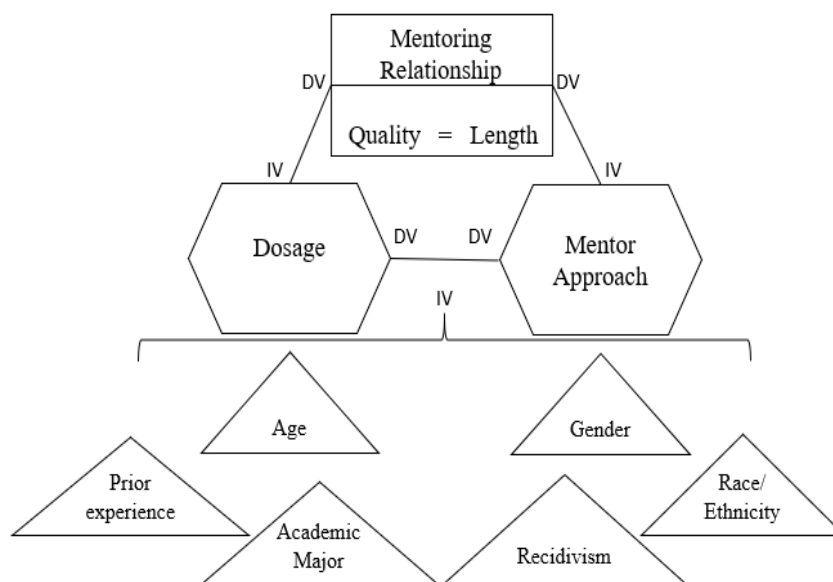 Mentoring
Relationship
DV
DV
Quality = Length
IV
IV
Dosage
DV
DV
Mentor
Approach
IV
Age
Gender
Prior
experience
Race/
Ethnicity
Academic
Major
Recidivism